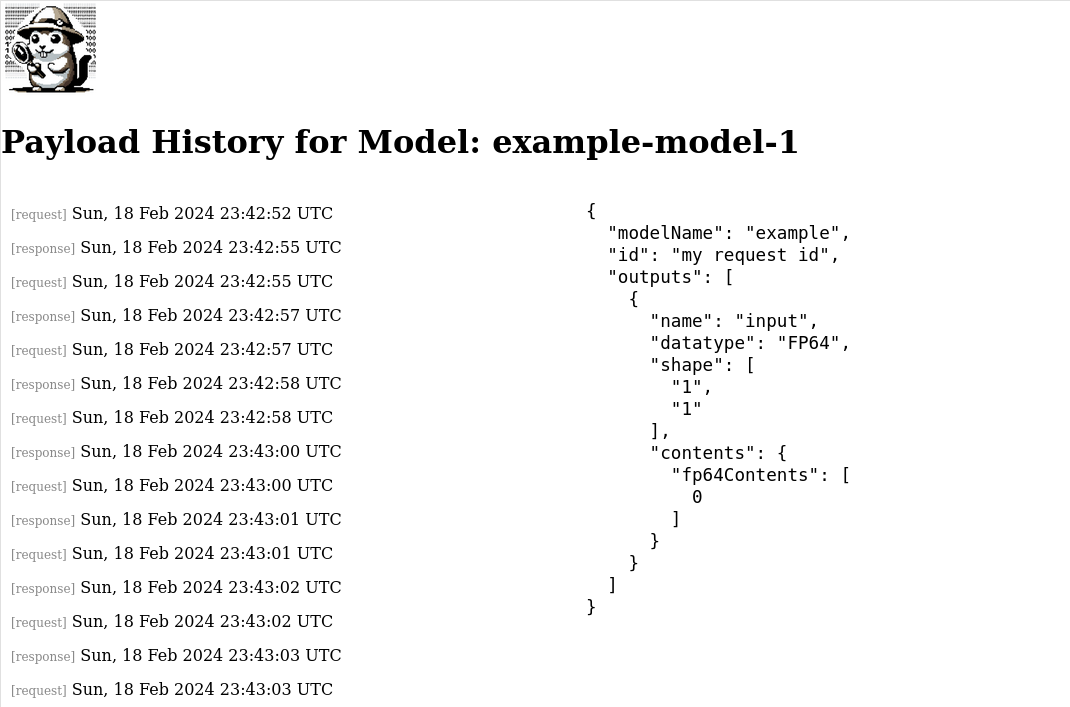 Payload History for Model: example-model-1
[request] Sun, 18 Feb 2024 23:42:52 UTC
[response] Sun, 18 Feb 2024 23:42:55 UTC
[request] Sun, 18 Feb 2024 23:42:55 UTC
[response] Sun, 18 Feb 2024 23:42:57 UTC
[request] Sun, 18 Feb 2024 23:42:57 UTC
[response] Sun, 18 Feb 2024 23:42:58 UTC
[request] Sun, 18 Feb 2024 23:42:58 UTC
[response] Sun, 18 Feb 2024 23:43:00 UTC
[request] Sun, 18 Feb 2024 23:43:00 UTC
[response] Sun, 18 Feb 2024 23:43:01 UTC
[request] Sun, 18 Feb 2024 23:43:01 UTC
[response] Sun, 18 Feb 2024 23:43:02 UTC
[request] Sun, 18 Feb 2024 23:43:02 UTC
[response] Sun, 18 Feb 2024 23:43:03 UTC
[request] Sun, 18 Feb 2024 23:43:03 UTC
{
  "modelName": "example",
  "id": "my request id",
  "outputs": [
    {
      "name": "input",
      "datatype": "FP64",
      "shape": [
        "1",
        "1"
      ],
      "contents": {
        "fp64Contents": [
          0
        ]
      }
    }
  ]
}